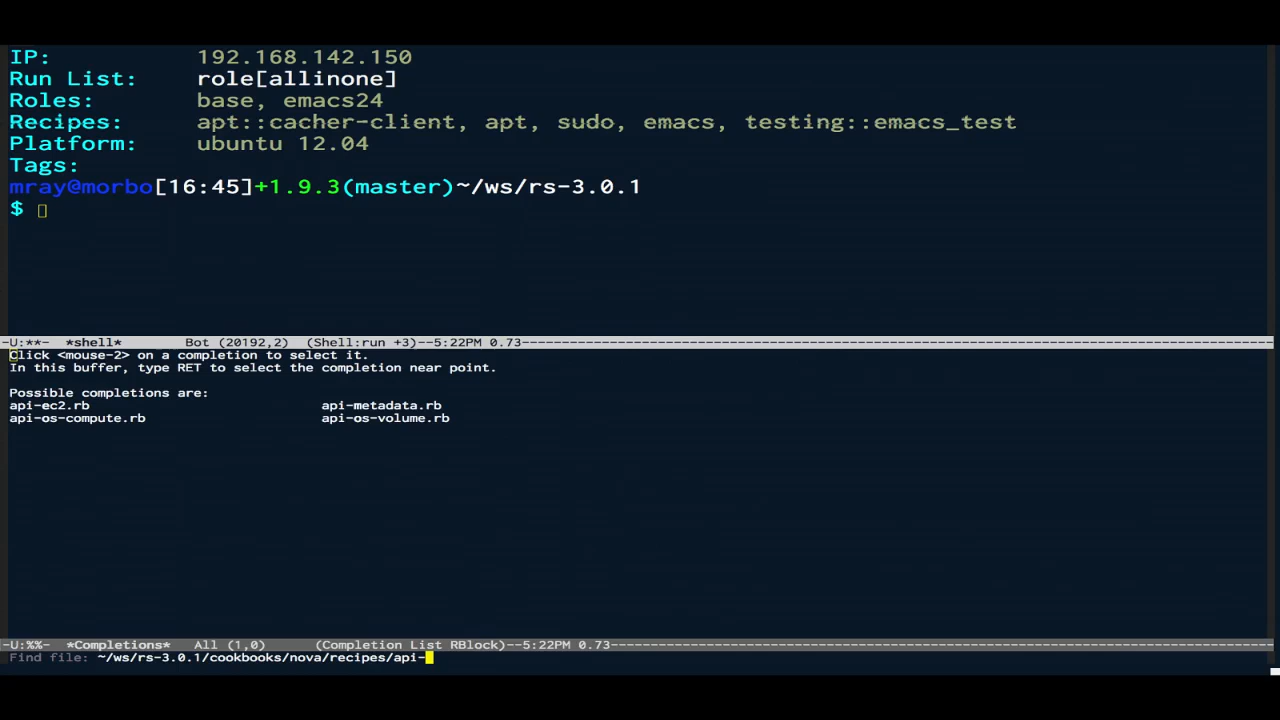 IP: 192.168.142.150
Run List: role[allinone]
Roles: base, emacs24
Recipes: apt::cacher-client, apt, sudo, emacs, testing::emacs_test
Platform: ubuntu 12.04
Tags:
mray@morbo[16:45]+1.9.3(master)~/ws/rs-3.0.1
$
-U:**-  *shell*        Bot (20192,2)   (Shell:run +3)--5:22PM 0.73------------------------------------------------------------
Click <mouse-2> on a completion to select it.
In this buffer, type RET to select the completion near point.
Possible completions are:
api-ec2.rb api-metadata.rb
api-os-compute.rb api-os-volume.rb
-U:%%-  *Completions*   All (1,0)      (Completion List RBlock)--5:22PM 0.73------------------------------------------------------------
Find file: ~/ws/rs-3.0.1/cookbooks/nova/recipes/api-